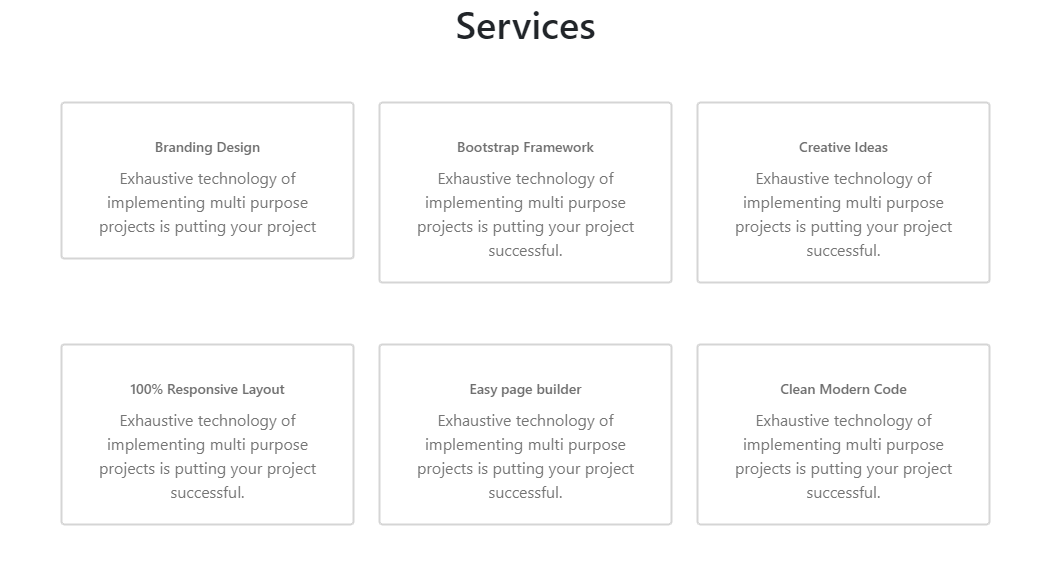 Services
Branding Design
Exhaustive technology of
implementing multi purpose
projects is putting your project
Bootstrap Framework
Exhaustive technology of
implementing multi purpose
projects is putting your project
successful.
Creative Ideas
Exhaustive technology of
implementing multi purpose
projects is putting your project
successful.
100% Responsive Layout
Exhaustive technology of
implementing multi purpose
projects is putting your project
successful.
Easy page builder
Exhaustive technology of
implementing multi purpose
projects is putting your project
successful.
Clean Modern Code
Exhaustive technology of
implementing multi purpose
projects is putting your project
successful.